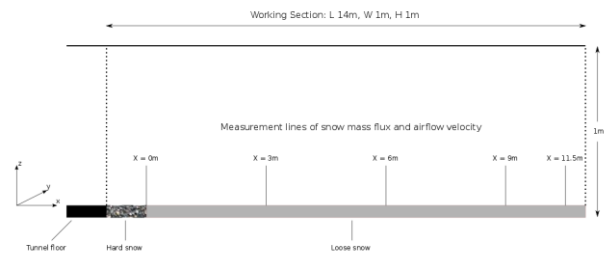 Working Section: L 14m, W 1m, H 1m
Measurement lines of snow mass flux and airflow velocity
1m
X = 0m X = 3m X = 6m X = 9m X = 11.5m
z
y
x
Tunnel floor Hard snow Loose snow